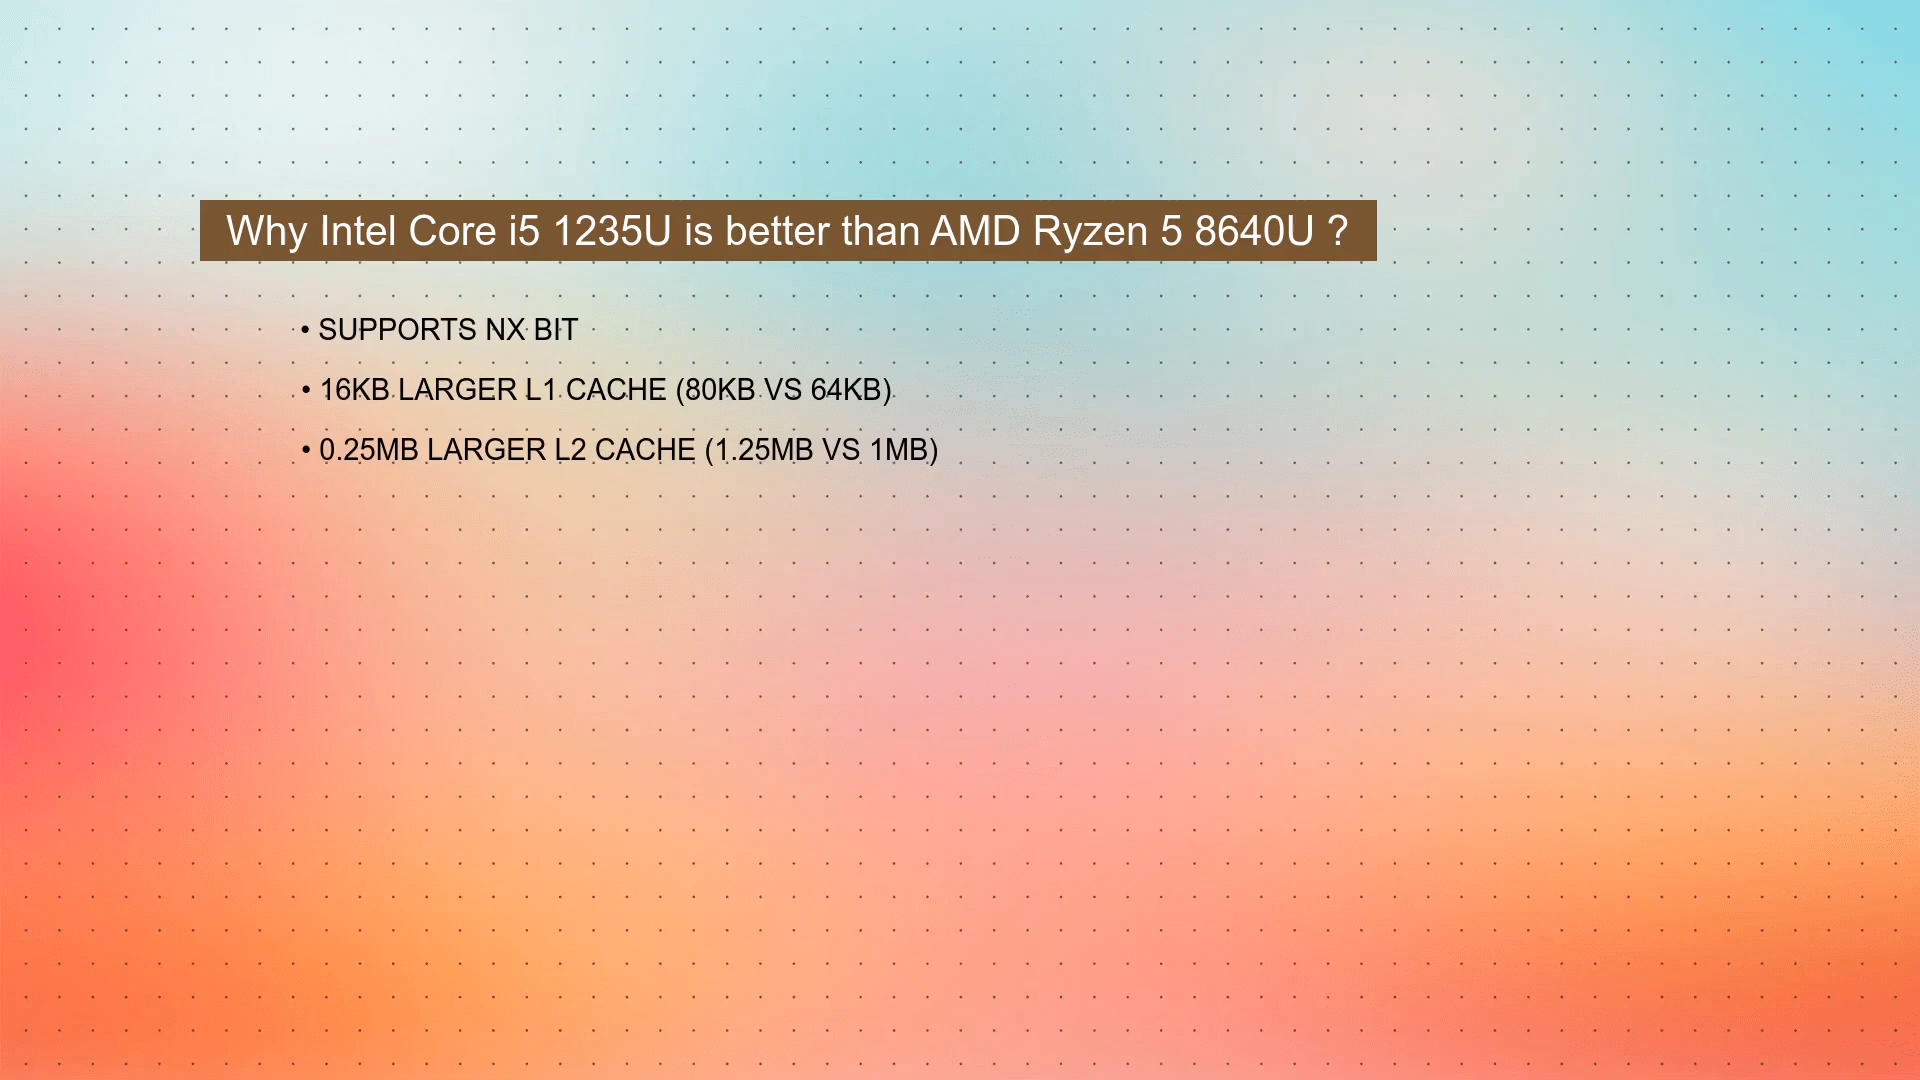 Why Intel Core i5 1235U is better than AMD Ryzen 5 8640U ?
• SUPPORTS NX BIT
• 16KB LARGER L1 CACHE (80KB VS 64KB)
• 0.25MB LARGER L2 CACHE (1.25MB VS 1MB)